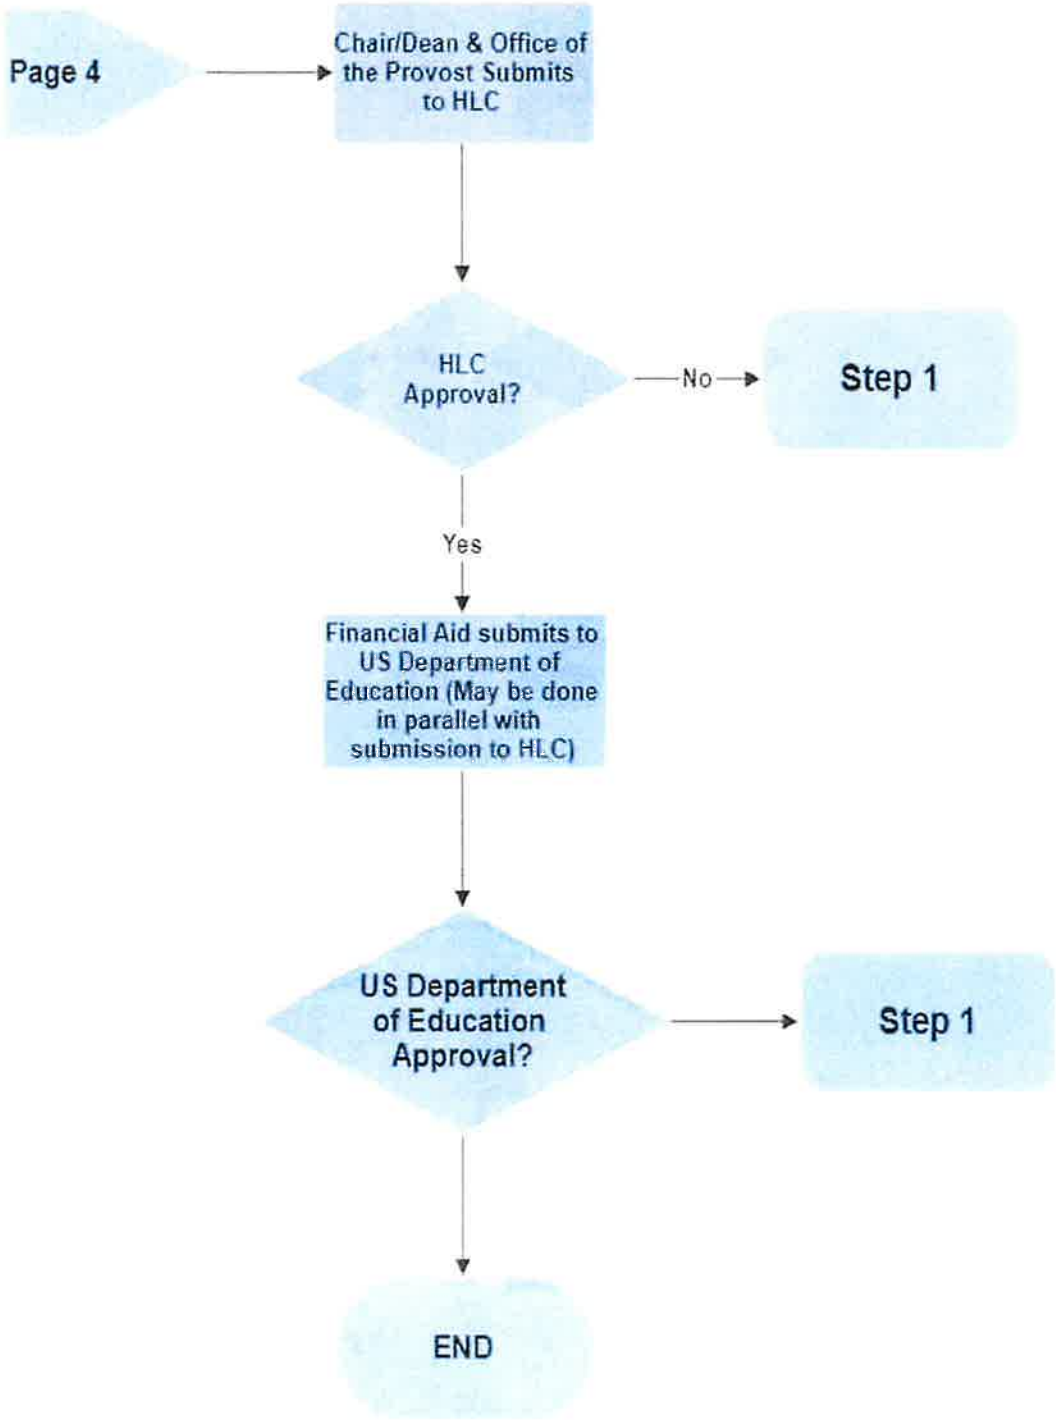 Page 4
Chair/Dean & Office of
the Provost Submits
to HLC
HLC
Approval?
No
Step 1
Yes
Financial Aid submits to
US Department of
Education (May be done
in parallel with
submission to HLC)
US Department
of Education
Approval?
Step 1
END